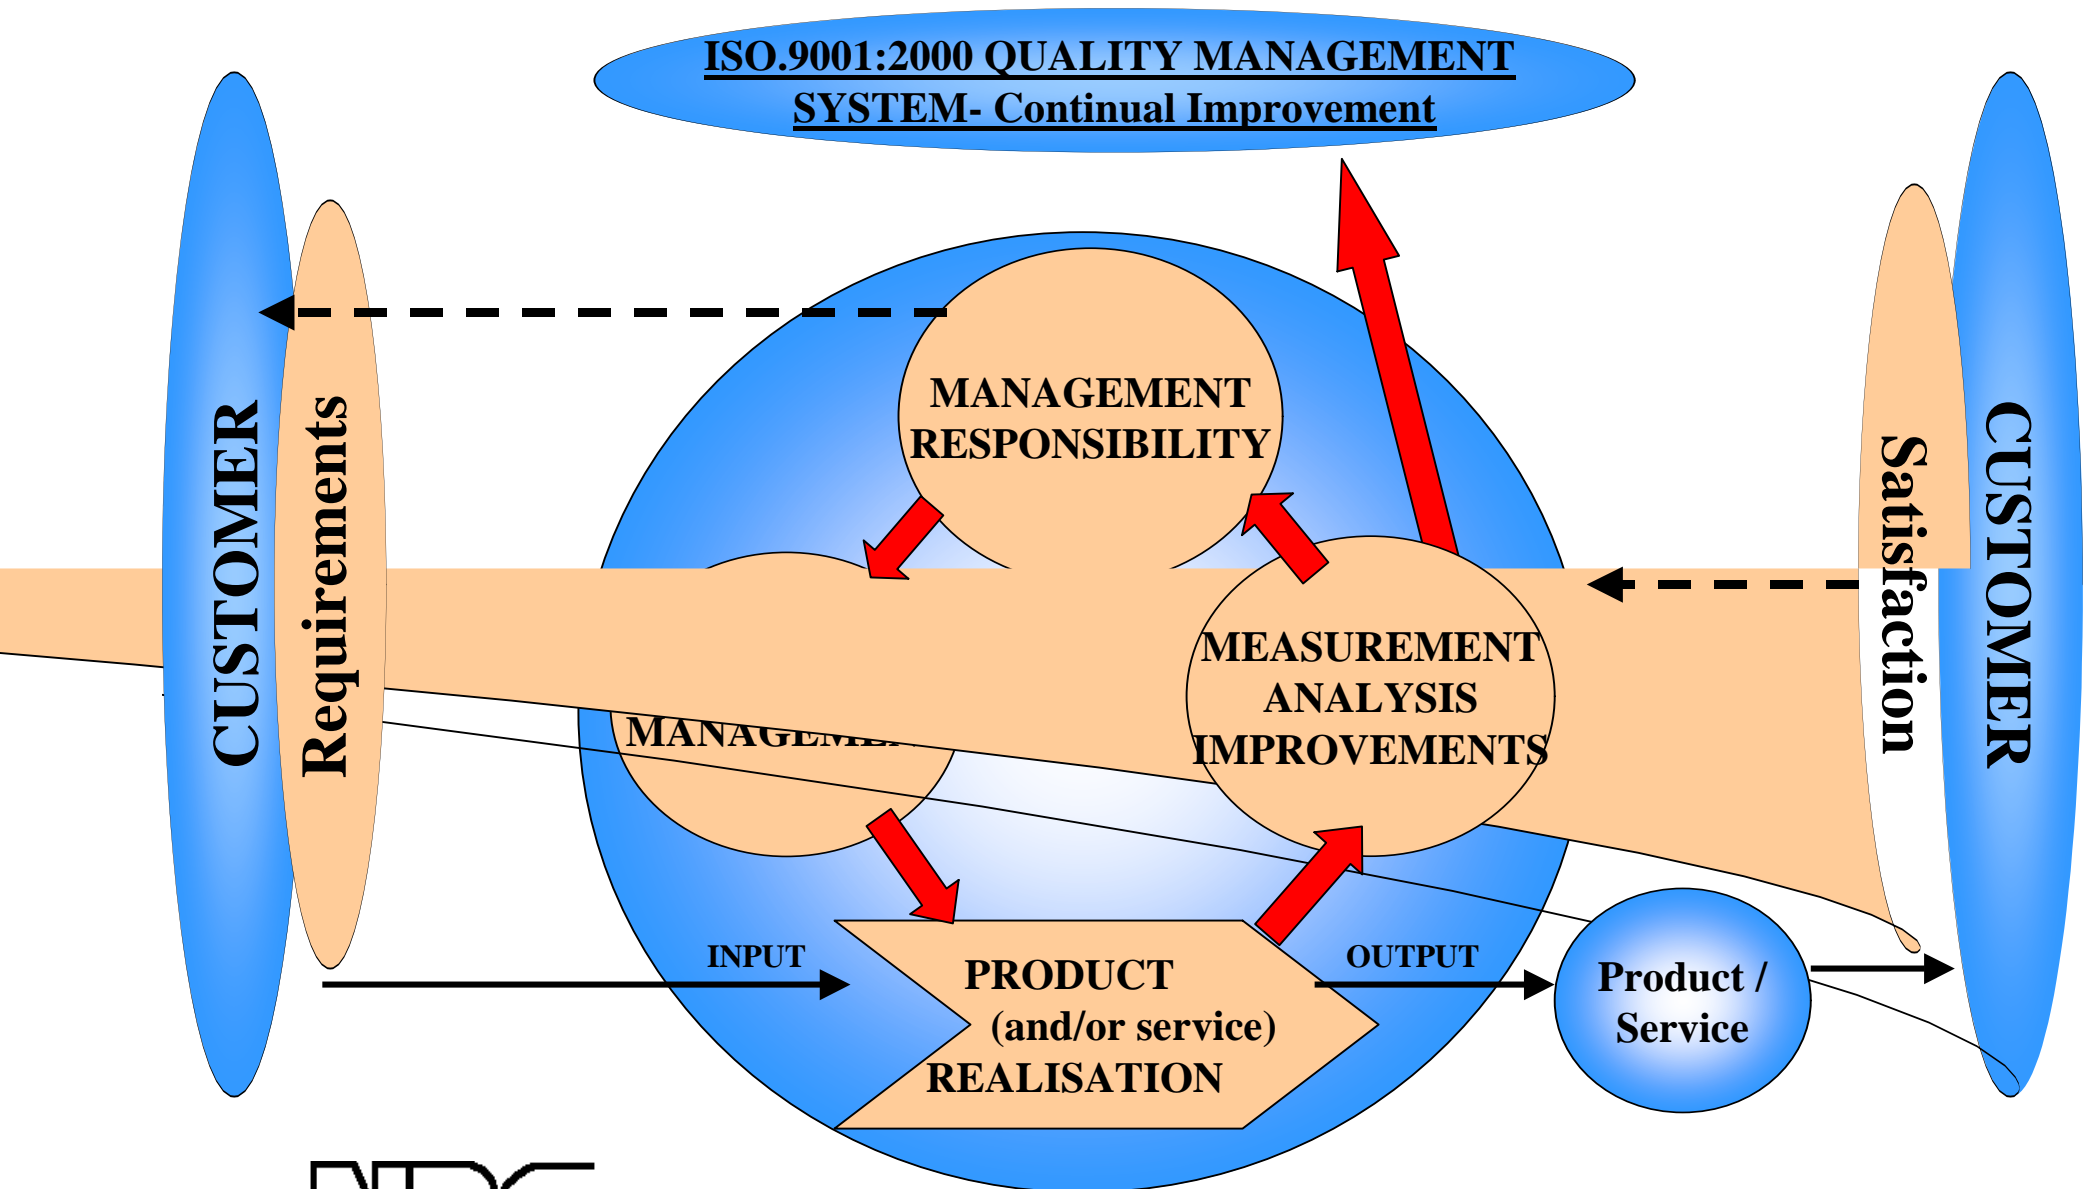 ISO.9001:2000 QUALITY MANAGEMENT
SYSTEM- Continual Improvement
CUSTOMER
Requirements
MANAGEMENT
RESPONSIBILITY
MEASUREMENT
ANALYSIS
IMPROVEMENTS
MANAGEMENT
Satisfaction
CUSTOMER
INPUT
PRODUCT
(and/or service)
REALISATION
OUTPUT
Product /
Service